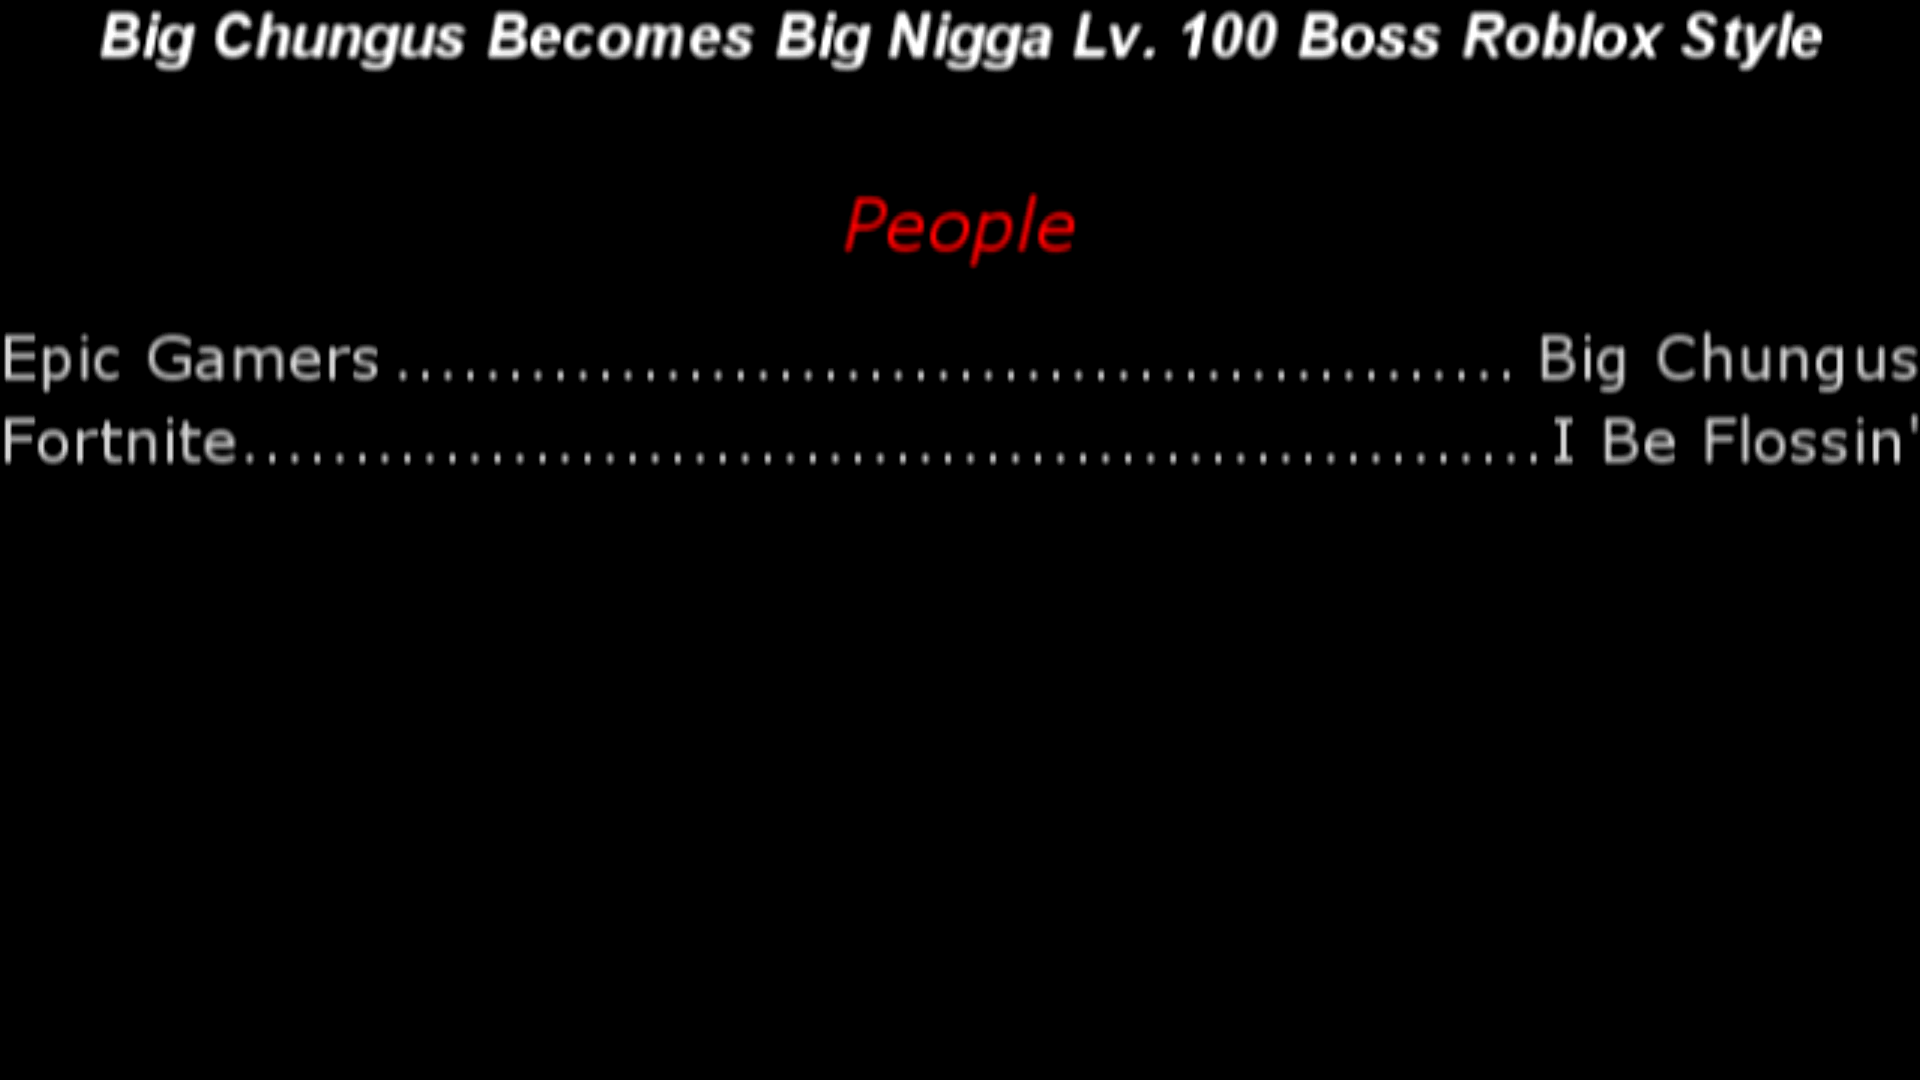 Big Chungus Becomes Big Nigga Lv. 100 Boss Roblox Style
People
Epic Gamers .................................................. Big Chungus
Fortnite..........................................................I Be Flossin'